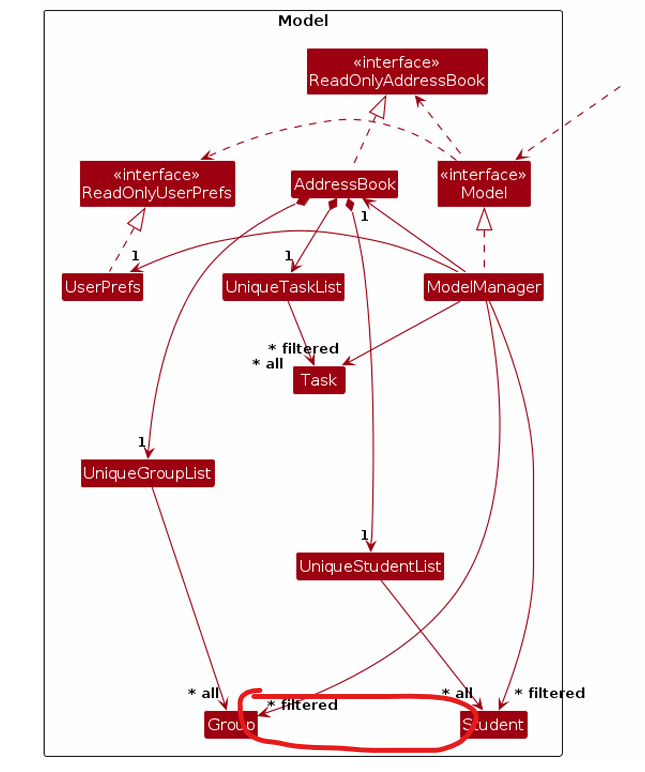 Model
«interface»
ReadOnlyAddressBook
«interface»
ReadOnlyUserPrefs
AddressBook
«interface»
Model
1
1
1
UserPrefs
UniqueTaskList
ModelManager
* filtered
* all
Task
1
UniqueGroupList
1
UniqueStudentList
* all
* all
* filtered
* filtered
Group
Student